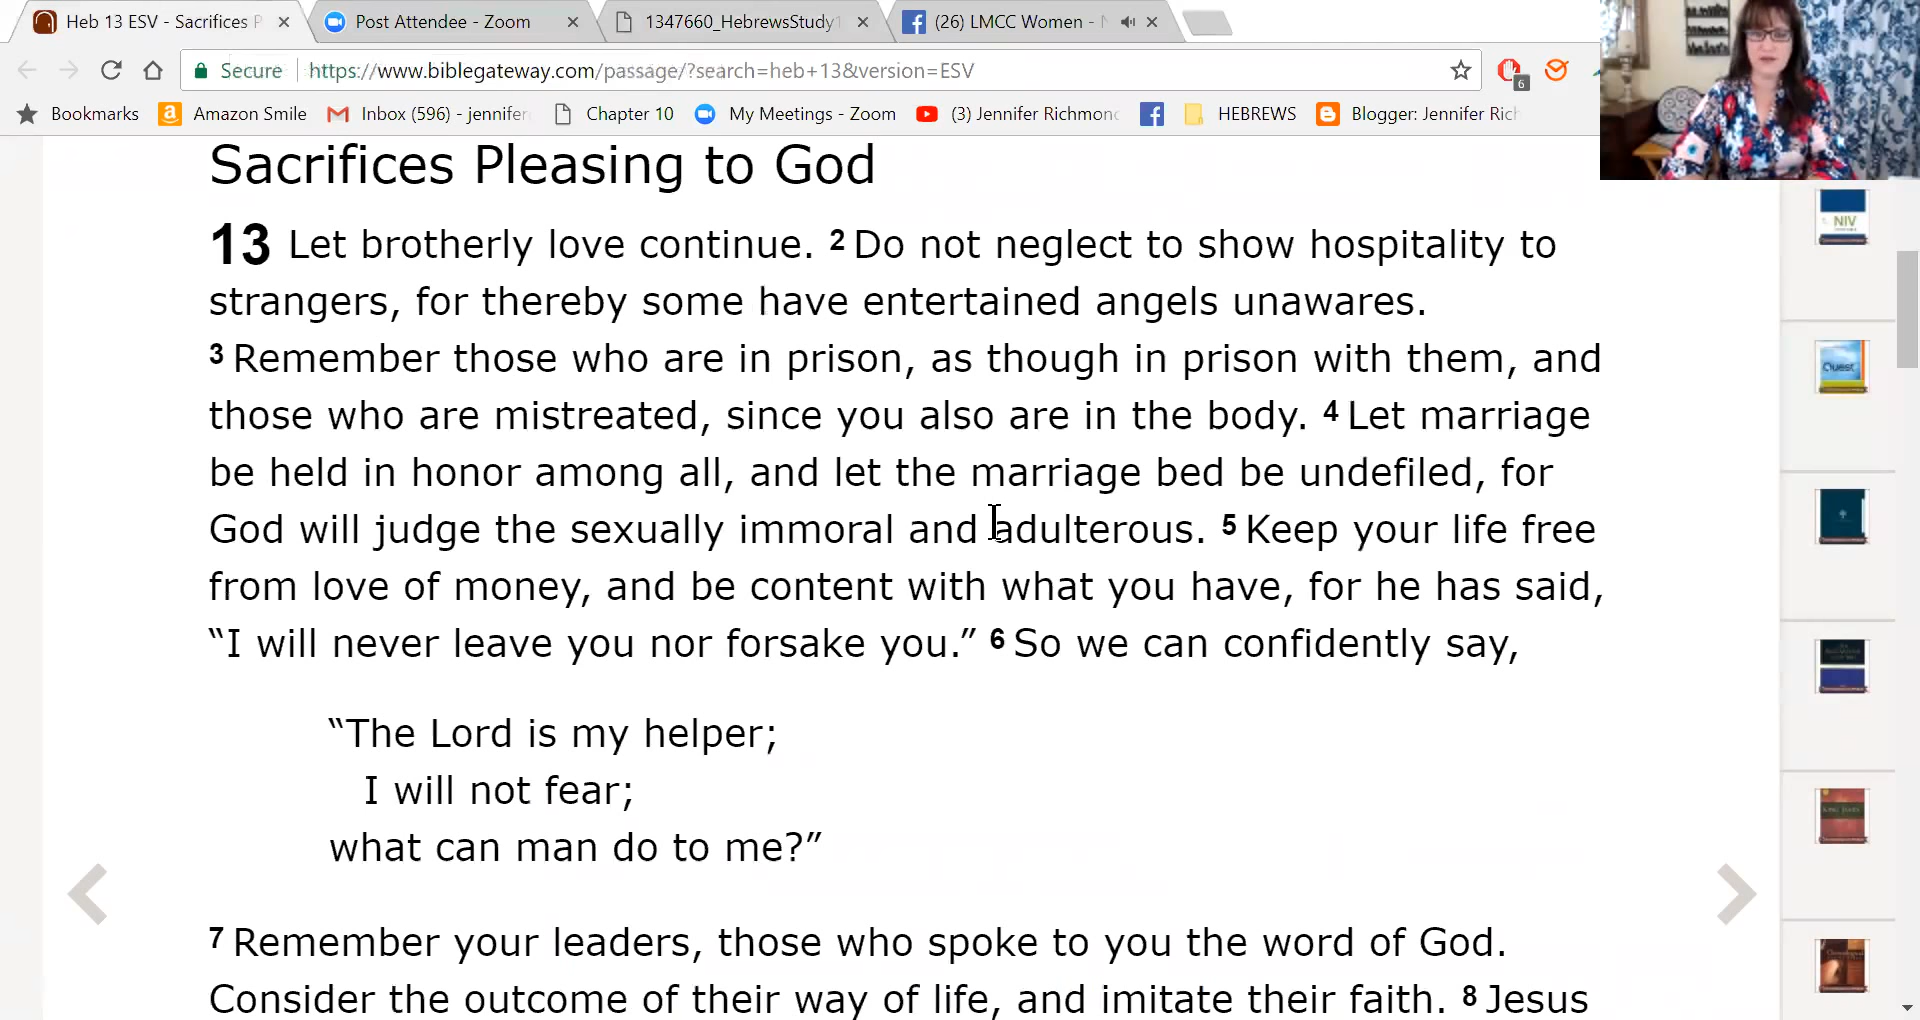 Heb 13 ESV - Sacrifices P
Post Attendee - Zoom
1347660_HebrewsStudy
(26) LMCC Women - N
Secure
https://www.biblegateway.com/passage/?search=heb+13&version=ESV
6
Bookmarks
Amazon Smile
Inbox (596) - jennifer
Chapter 10
My Meetings - Zoom
(3) Jennifer Richmond
HEBREWS
Blogger: Jennifer Rich
Sacrifices Pleasing to God
13 Let brotherly love continue. 2 Do not neglect to show hospitality to
strangers, for thereby some have entertained angels unawares.
3 Remember those who are in prison, as though in prison with them, and
those who are mistreated, since you also are in the body. 4 Let marriage
be held in honor among all, and let the marriage bed be undefiled, for
God will judge the sexually immoral and adulterous. 5 Keep your life free
from love of money, and be content with what you have, for he has said,
“I will never leave you nor forsake you.” 6 So we can confidently say,
“The Lord is my helper;
I will not fear;
what can man do to me?”
7 Remember your leaders, those who spoke to you the word of God.
Consider the outcome of their way of life, and imitate their faith. 8 Jesus
NIV
Quest